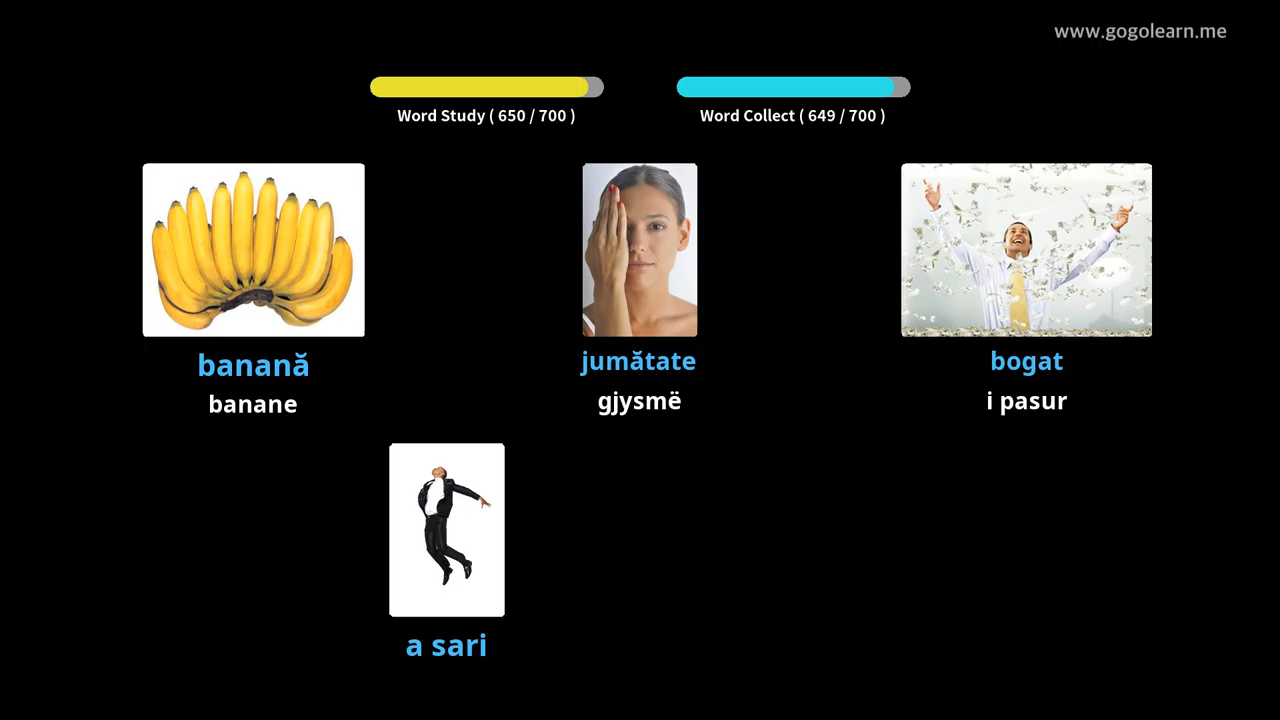 www.gogolearn.me
Word Study ( 650 / 700 )
Word Collect ( 649 / 700 )
banană
banane
jumătate
gjysmë
bogat
i pasur
a sari